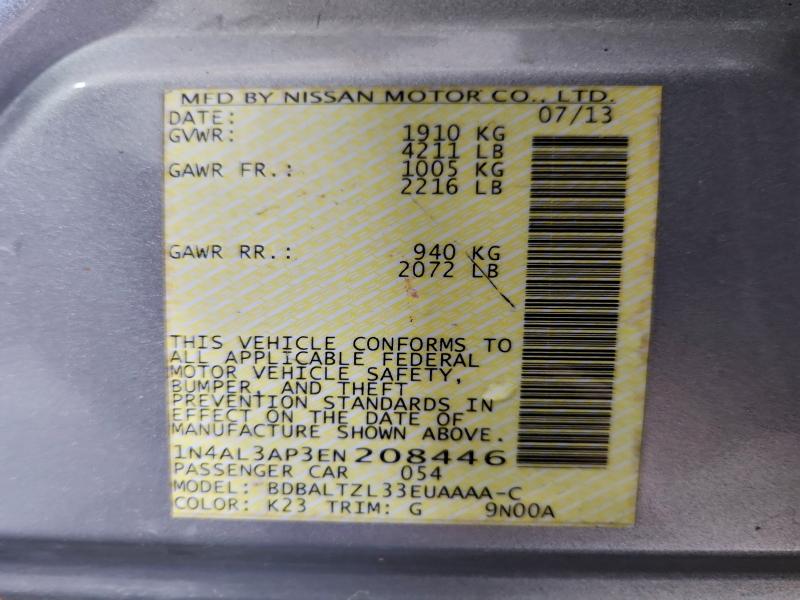 MFD BY NISSAN MOTOR CO., LTD.
DATE: 07/13
GVWR: 1910 KG
4211 LB
GAWR FR.: 1005 KG
2216 LB
GAWR RR.: 940 KG
2072 LB
THIS VEHICLE CONFORMS TO
ALL APPLICABLE FEDERAL
MOTOR VEHICLE SAFETY,
BUMPER, AND THEFT
PREVENTION STANDARDS IN
EFFECT ON THE DATE OF
MANUFACTURE SHOWN ABOVE.
1N4AL3AP3EN208446
PASSENGER CAR 054
MODEL: BDBALTZL33EUAAAA-C
COLOR: K23 TRIM: G 9N00A